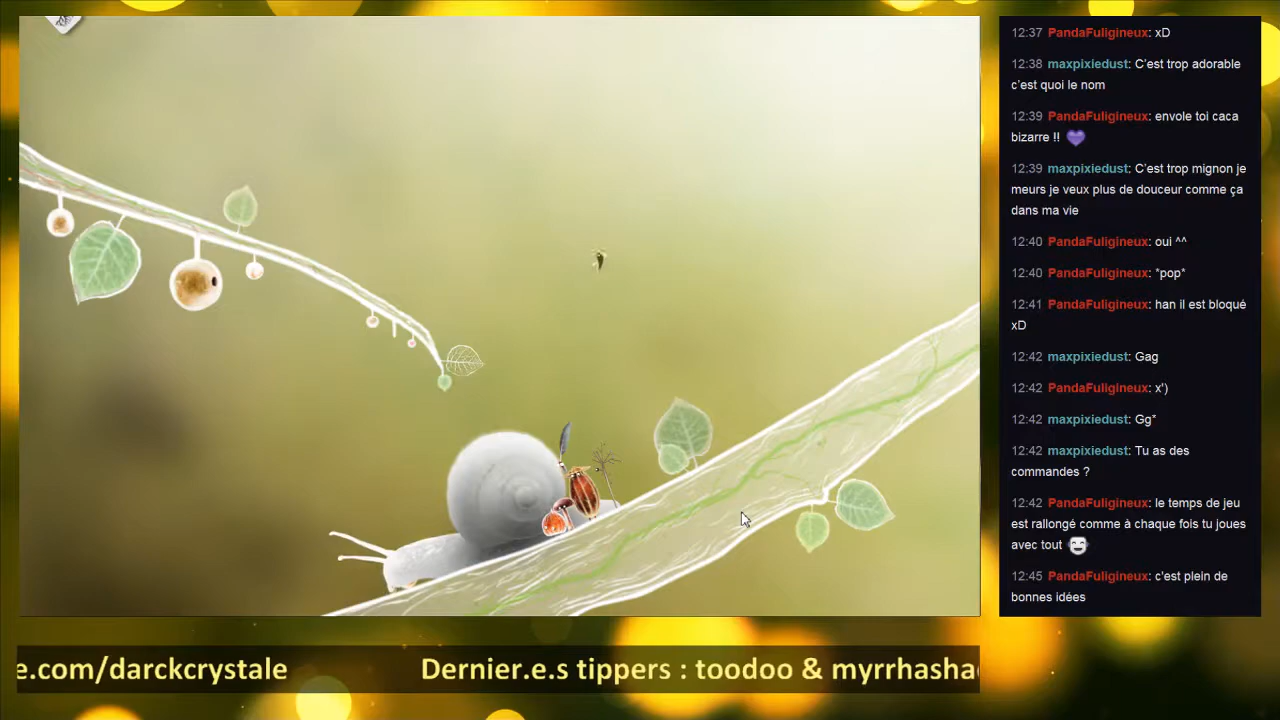 12:37 PandaFuligineux: xD
12:38 maxpixiedust: C'est trop adorable
c'est quoi le nom
12:39 PandaFuligineux: envole toi caca
bizarre !!
12:39 maxpixiedust: C'est trop mignon je
meurs je veux plus de douceur comme ça
dans ma vie
12:40 PandaFuligineux: oui ^^
12:40 PandaFuligineux: *pop*
12:41 PandaFuligineux: han il est bloqué
xD
12:42 maxpixiedust: Gag
12:42 PandaFuligineux: x')
12:42 maxpixiedust: Gg*
12:42 maxpixiedust: Tu as des
commandes ?
12:42 PandaFuligineux: le temps de jeu
est rallongé comme à chaque fois tu joues
avec tout
12:45 PandaFuligineux: c'est plein de
bonnes idées
e.com/darckcrystale Dernier.e.s tippers : toodoo & myrrhasha